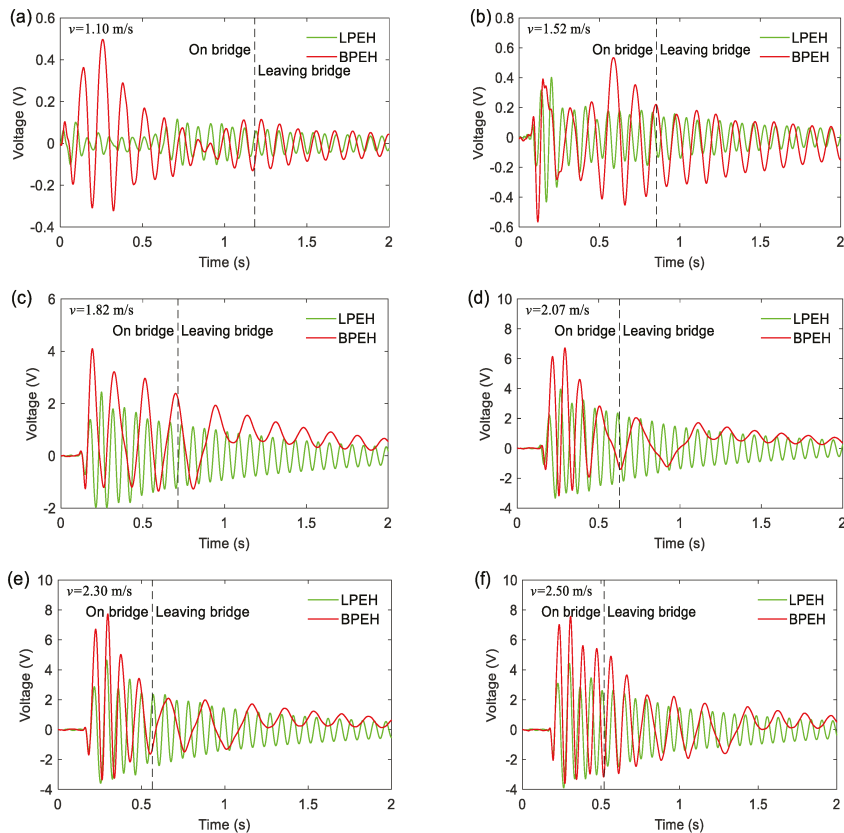 (a)
v=1.10 m/s
LPEH
BPEH
On bridge
Leaving bridge
Voltage (V)
0.6
0.4
0.2
0
-0.2
-0.4
0
0.5
1
1.5
2
Time (s)
(b)
v=1.52 m/s
LPEH
BPEH
On bridge
Leaving bridge
Voltage (V)
0.8
0.6
0.4
0.2
0
-0.2
-0.4
-0.6
0
0.5
1
1.5
2
Time (s)
(c)
v=1.82 m/s
LPEH
BPEH
On bridge
Leaving bridge
Voltage (V)
6
4
2
0
-2
0
0.5
1
1.5
2
Time (s)
(d)
v=2.07 m/s
LPEH
BPEH
On bridge
Leaving bridge
Voltage (V)
10
8
6
4
2
0
-2
-4
0
0.5
1
1.5
2
Time (s)
(e)
v=2.30 m/s
LPEH
BPEH
On bridge
Leaving bridge
Voltage (V)
10
8
6
4
2
0
-2
-4
0
0.5
1
1.5
2
Time (s)
(f)
v=2.50 m/s
LPEH
BPEH
On bridge
Leaving bridge
Voltage (V)
10
8
6
4
2
0
-2
-4
0
0.5
1
1.5
2
Time (s)